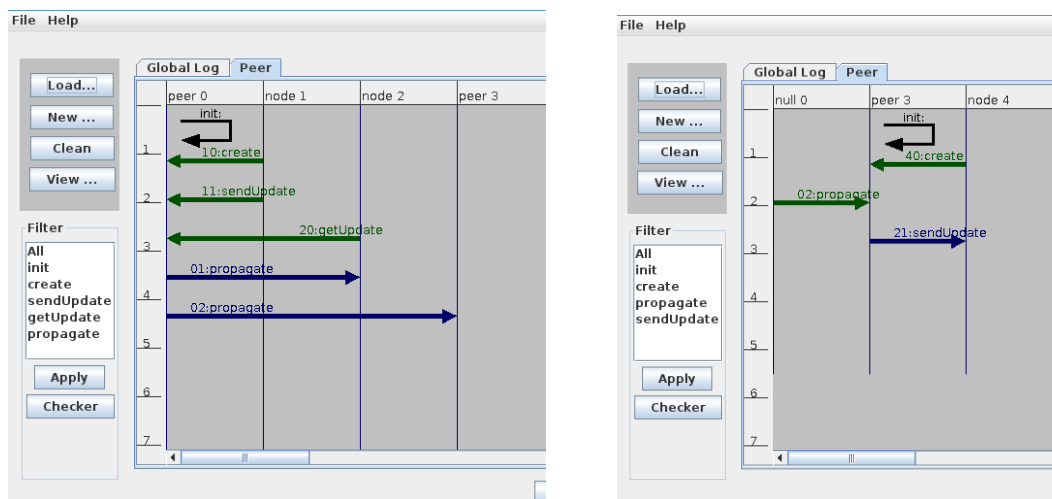 File Help
Global Log Peer
Load...
New ...
Clean
View ...
Filter
All
init
create
sendUpdate
getUpdate
propagate
Apply
Checker
peer 0 node 1 node 2 peer 3
init:
1
10:create
2
11:sendUpdate
20:getUpdate
3
01:propagate
4
02:propagate
5
6
7
File Help
Global Log Peer
Load...
New ...
Clean
View ...
Filter
All
init
create
propagate
sendUpdate
Apply
Checker
null 0 peer 3 node 4
init:
1
40:create
2
02:propagate
21:sendUpdate
3
4
5
6
7